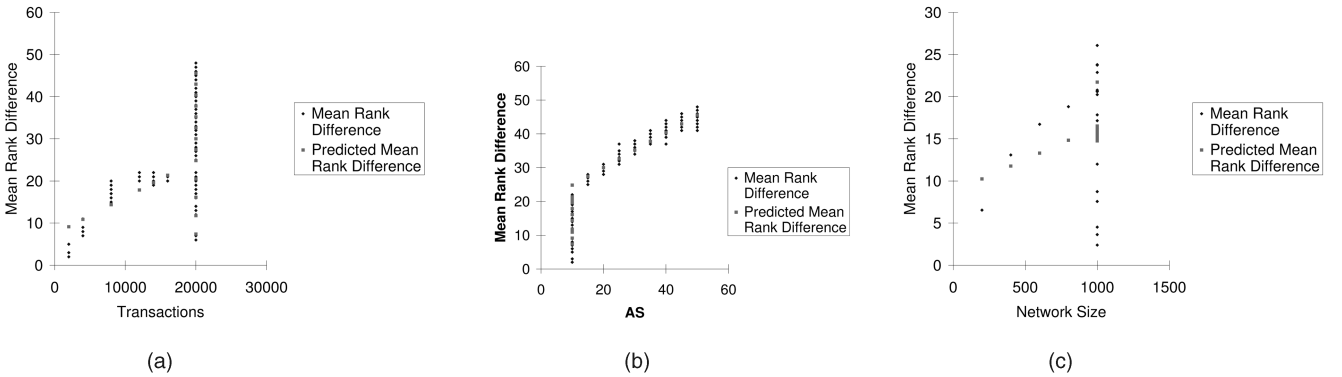 60
50
40
30
20
10
0
0 10000 20000 30000
Mean Rank Difference
Transactions
Mean Rank
Difference
Predicted Mean
Rank Difference
(a)
60
50
40
30
20
10
0
0 20 40 60
Mean Rank Difference
AS
Mean Rank
Difference
Predicted Mean
Rank Difference
(b)
30
25
20
15
10
5
0
0 500 1000 1500
Mean Rank Difference
Network Size
Mean Rank
Difference
Predicted Mean
Rank Difference
(c)